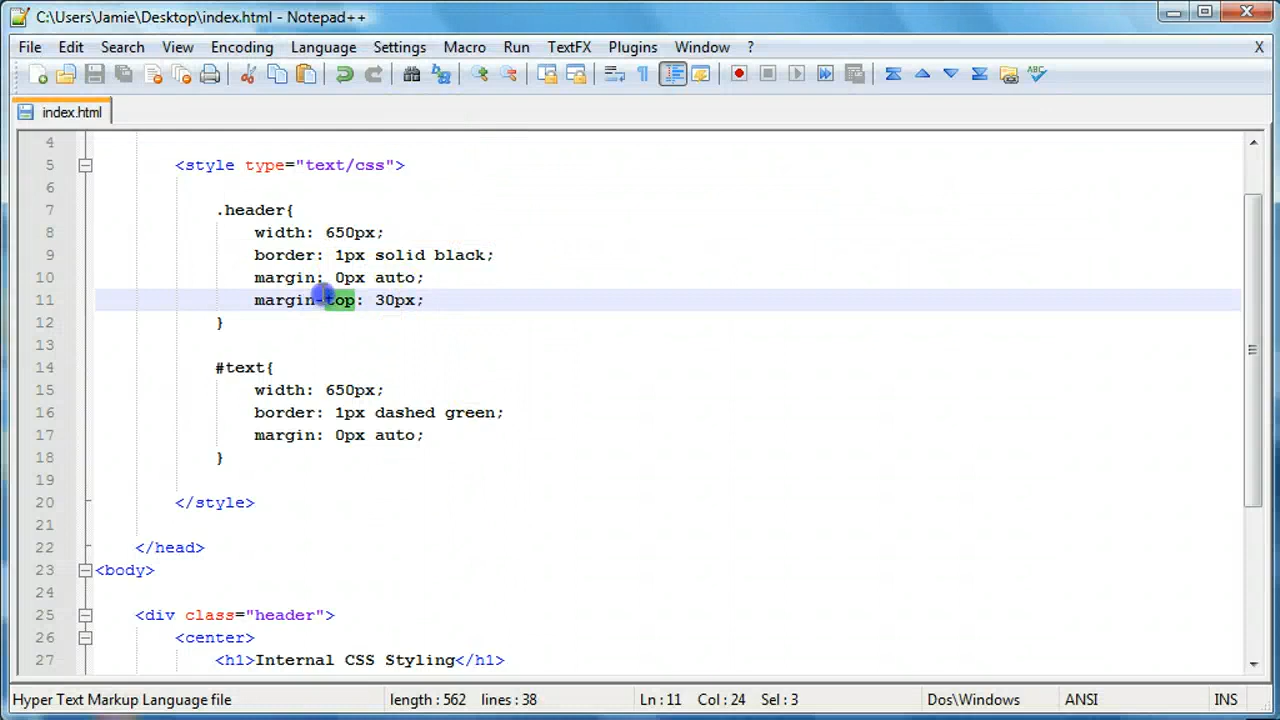 C:\Users\Jamie\Desktop\index.html - Notepad++
File Edit Search View Encoding Language Settings Macro Run TextFX Plugins Window ? X
index.html
4
5 <style type="text/css">
6
7 .header{
8 width: 650px;
9 border: 1px solid black;
10 margin: 0px auto;
11 margin-top: 30px;
12 }
13
14 #text{
15 width: 650px;
16 border: 1px dashed green;
17 margin: 0px auto;
18 }
19
20 </style>
21
22 </head>
23 <body>
24
25 <div class="header">
26 <center>
27 <h1>Internal CSS Styling</h1>
Hyper Text Markup Language file length : 562 lines : 38 Ln : 11 Col : 24 Sel : 3 Dos\Windows ANSI INS